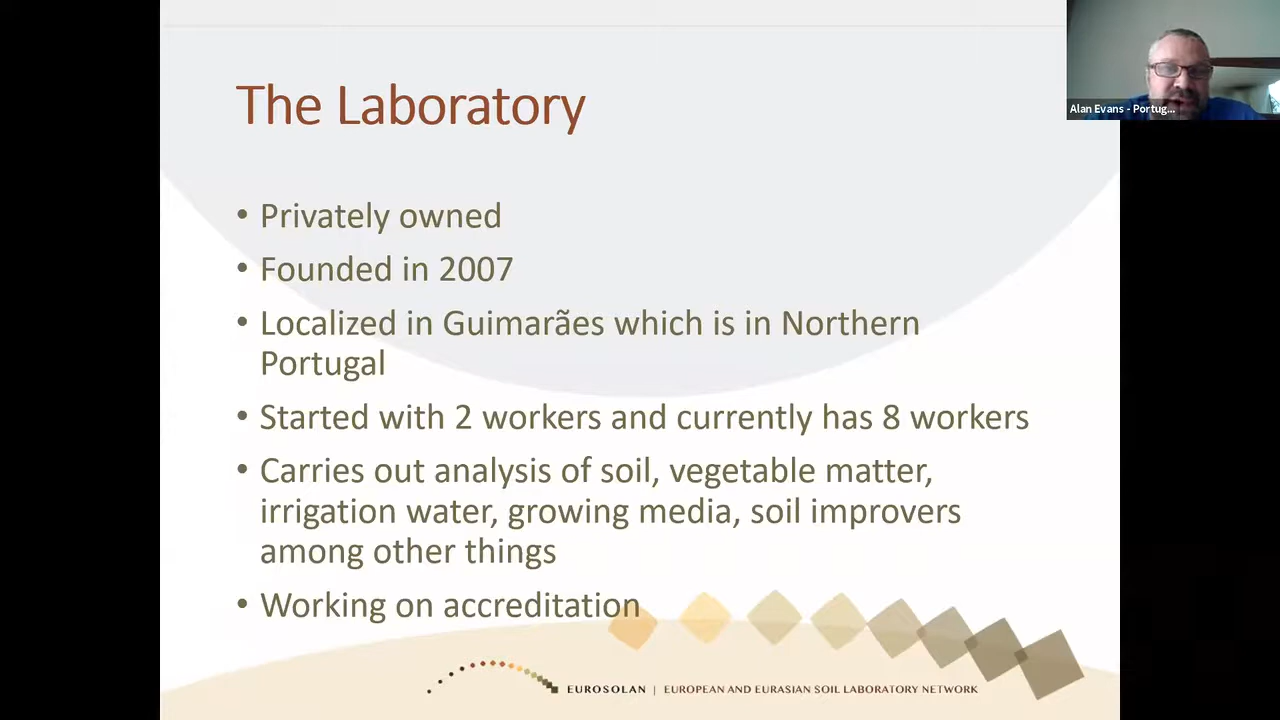 The Laboratory
Alan Evans - Portug...
• Privately owned
• Founded in 2007
• Localized in Guimarães which is in Northern
Portugal
• Started with 2 workers and currently has 8 workers
• Carries out analysis of soil, vegetable matter,
irrigation water, growing media, soil improvers
among other things
• Working on accreditation
EUROSOLAN | EUROPEAN AND EURASIAN SOIL LABORATORY NETWORK